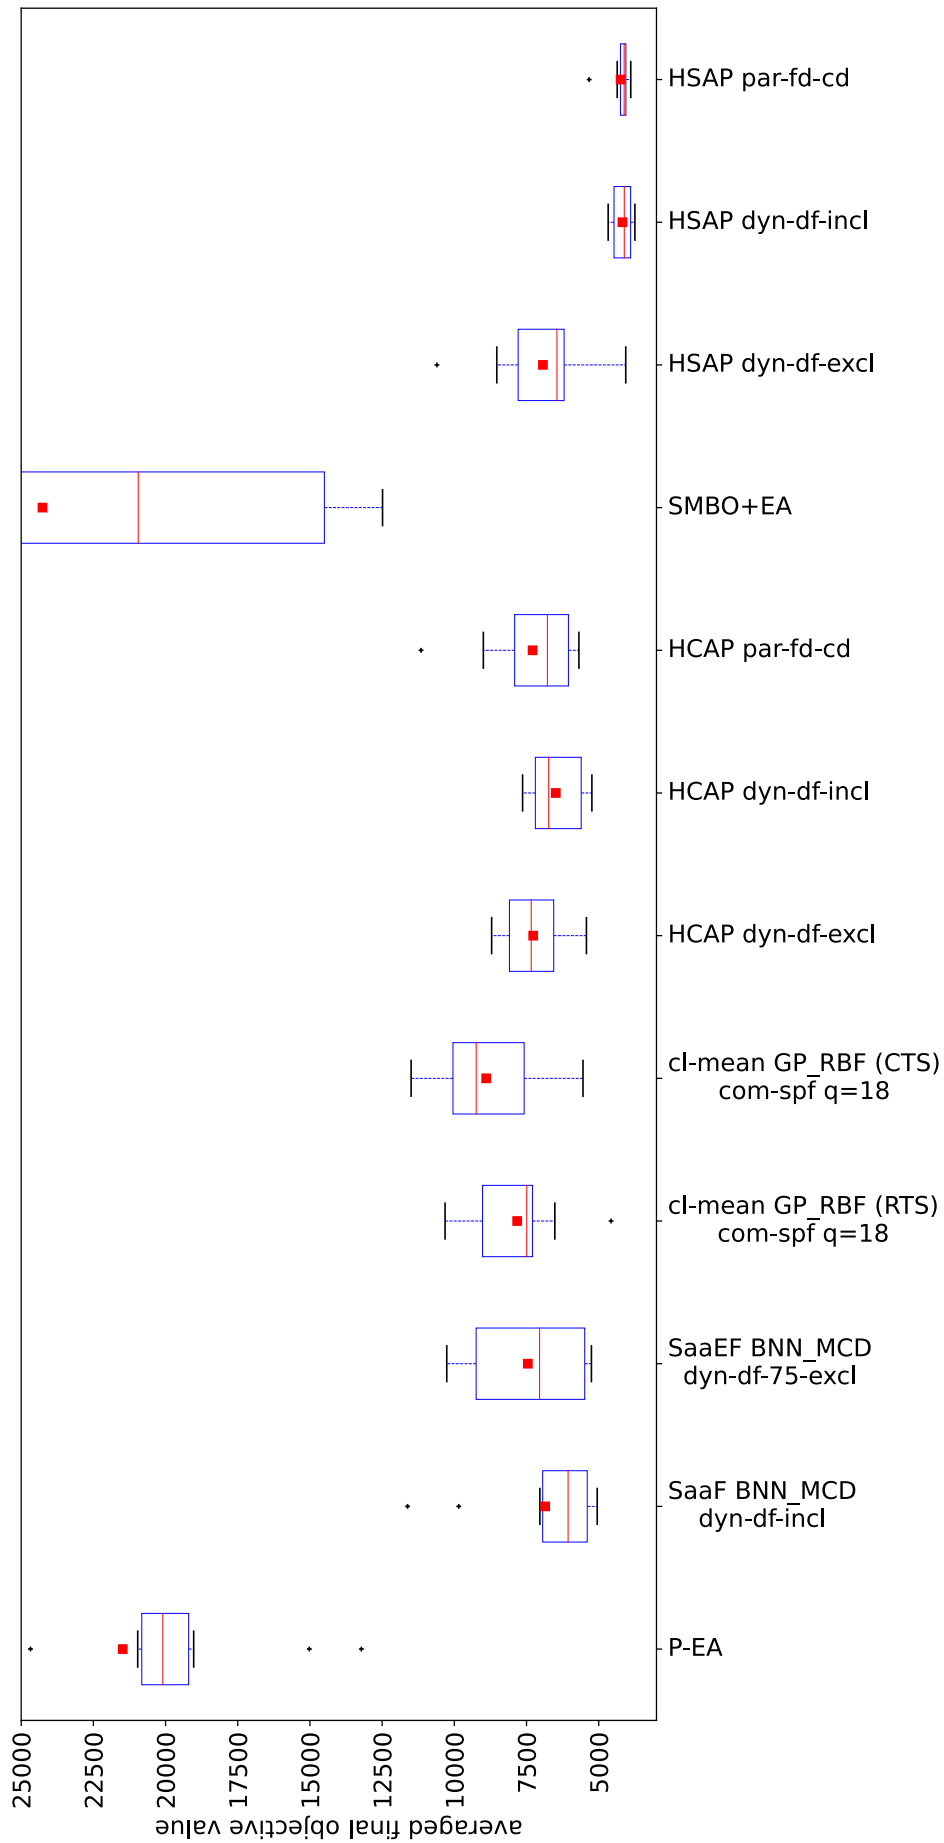 HSAP par-fd-cd
HSAP dyn-df-incl
HSAP dyn-df-excl
SMBO+EA
HCAP par-fd-cd
HCAP dyn-df-incl
HCAP dyn-df-excl
cl-mean GP_RBF (CTS)
com-spf q=18
cl-mean GP_RBF (RTS)
com-spf q=18
SaaEF BNN_MCD
dyn-df-75-excl
SaaF BNN_MCD
dyn-df-incl
P-EA
25000
22500
20000
17500
15000
12500
10000
7500
5000
averaged final objective value